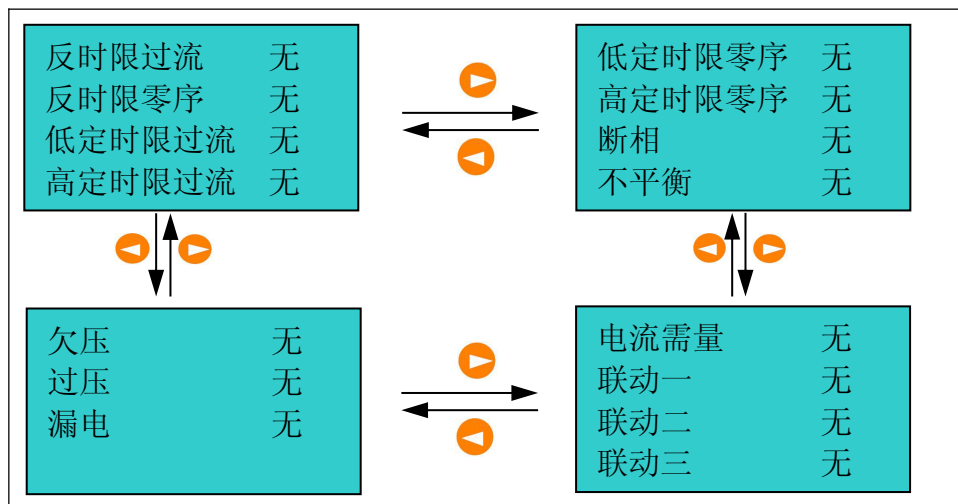 反时限过流 无
反时限零序 无
低定时限过流 无
高定时限过流 无
低定时限零序 无
高定时限零序 无
断相 无
不平衡 无
欠压 无
过压 无
漏电 无
电流需量 无
联动一 无
联动二 无
联动三 无